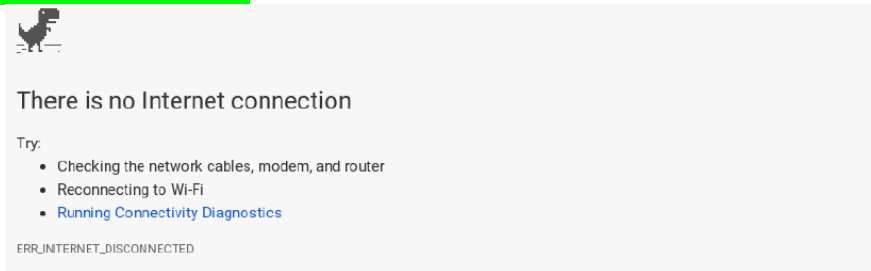 There is no Internet connection
Try:
• Checking the network cables, modem, and router
• Reconnecting to Wi-Fi
• Running Connectivity Diagnostics
ERR_INTERNET_DISCONNECTED